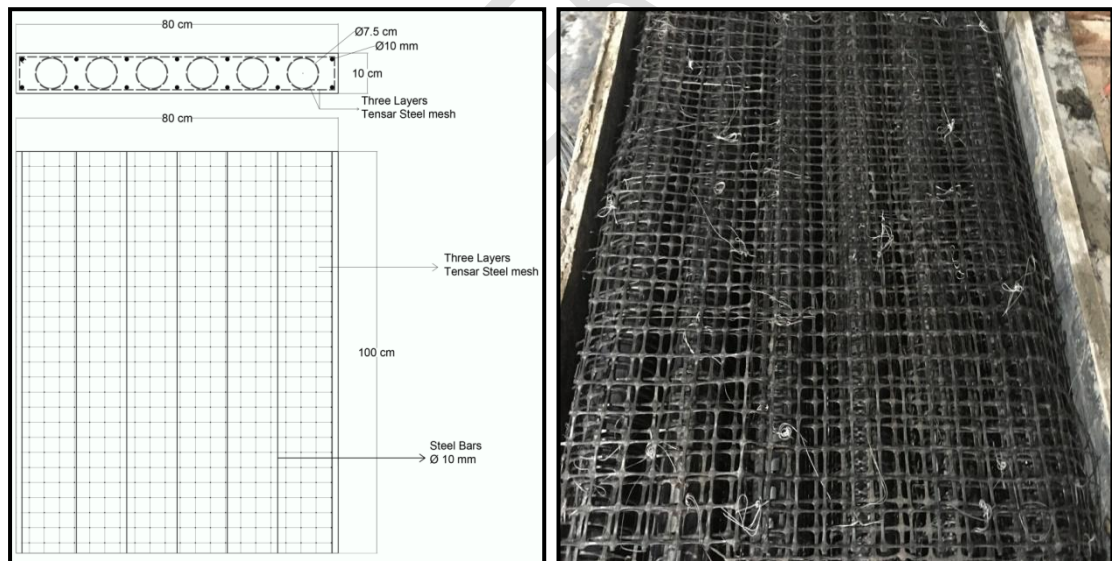 80 cm
Ø7.5 cm
Ø10 mm
10 cm
Three Layers
Tensar Steel mesh
80 cm
Three Layers
Tensar Steel mesh
100 cm
Steel Bars
Ø 10 mm